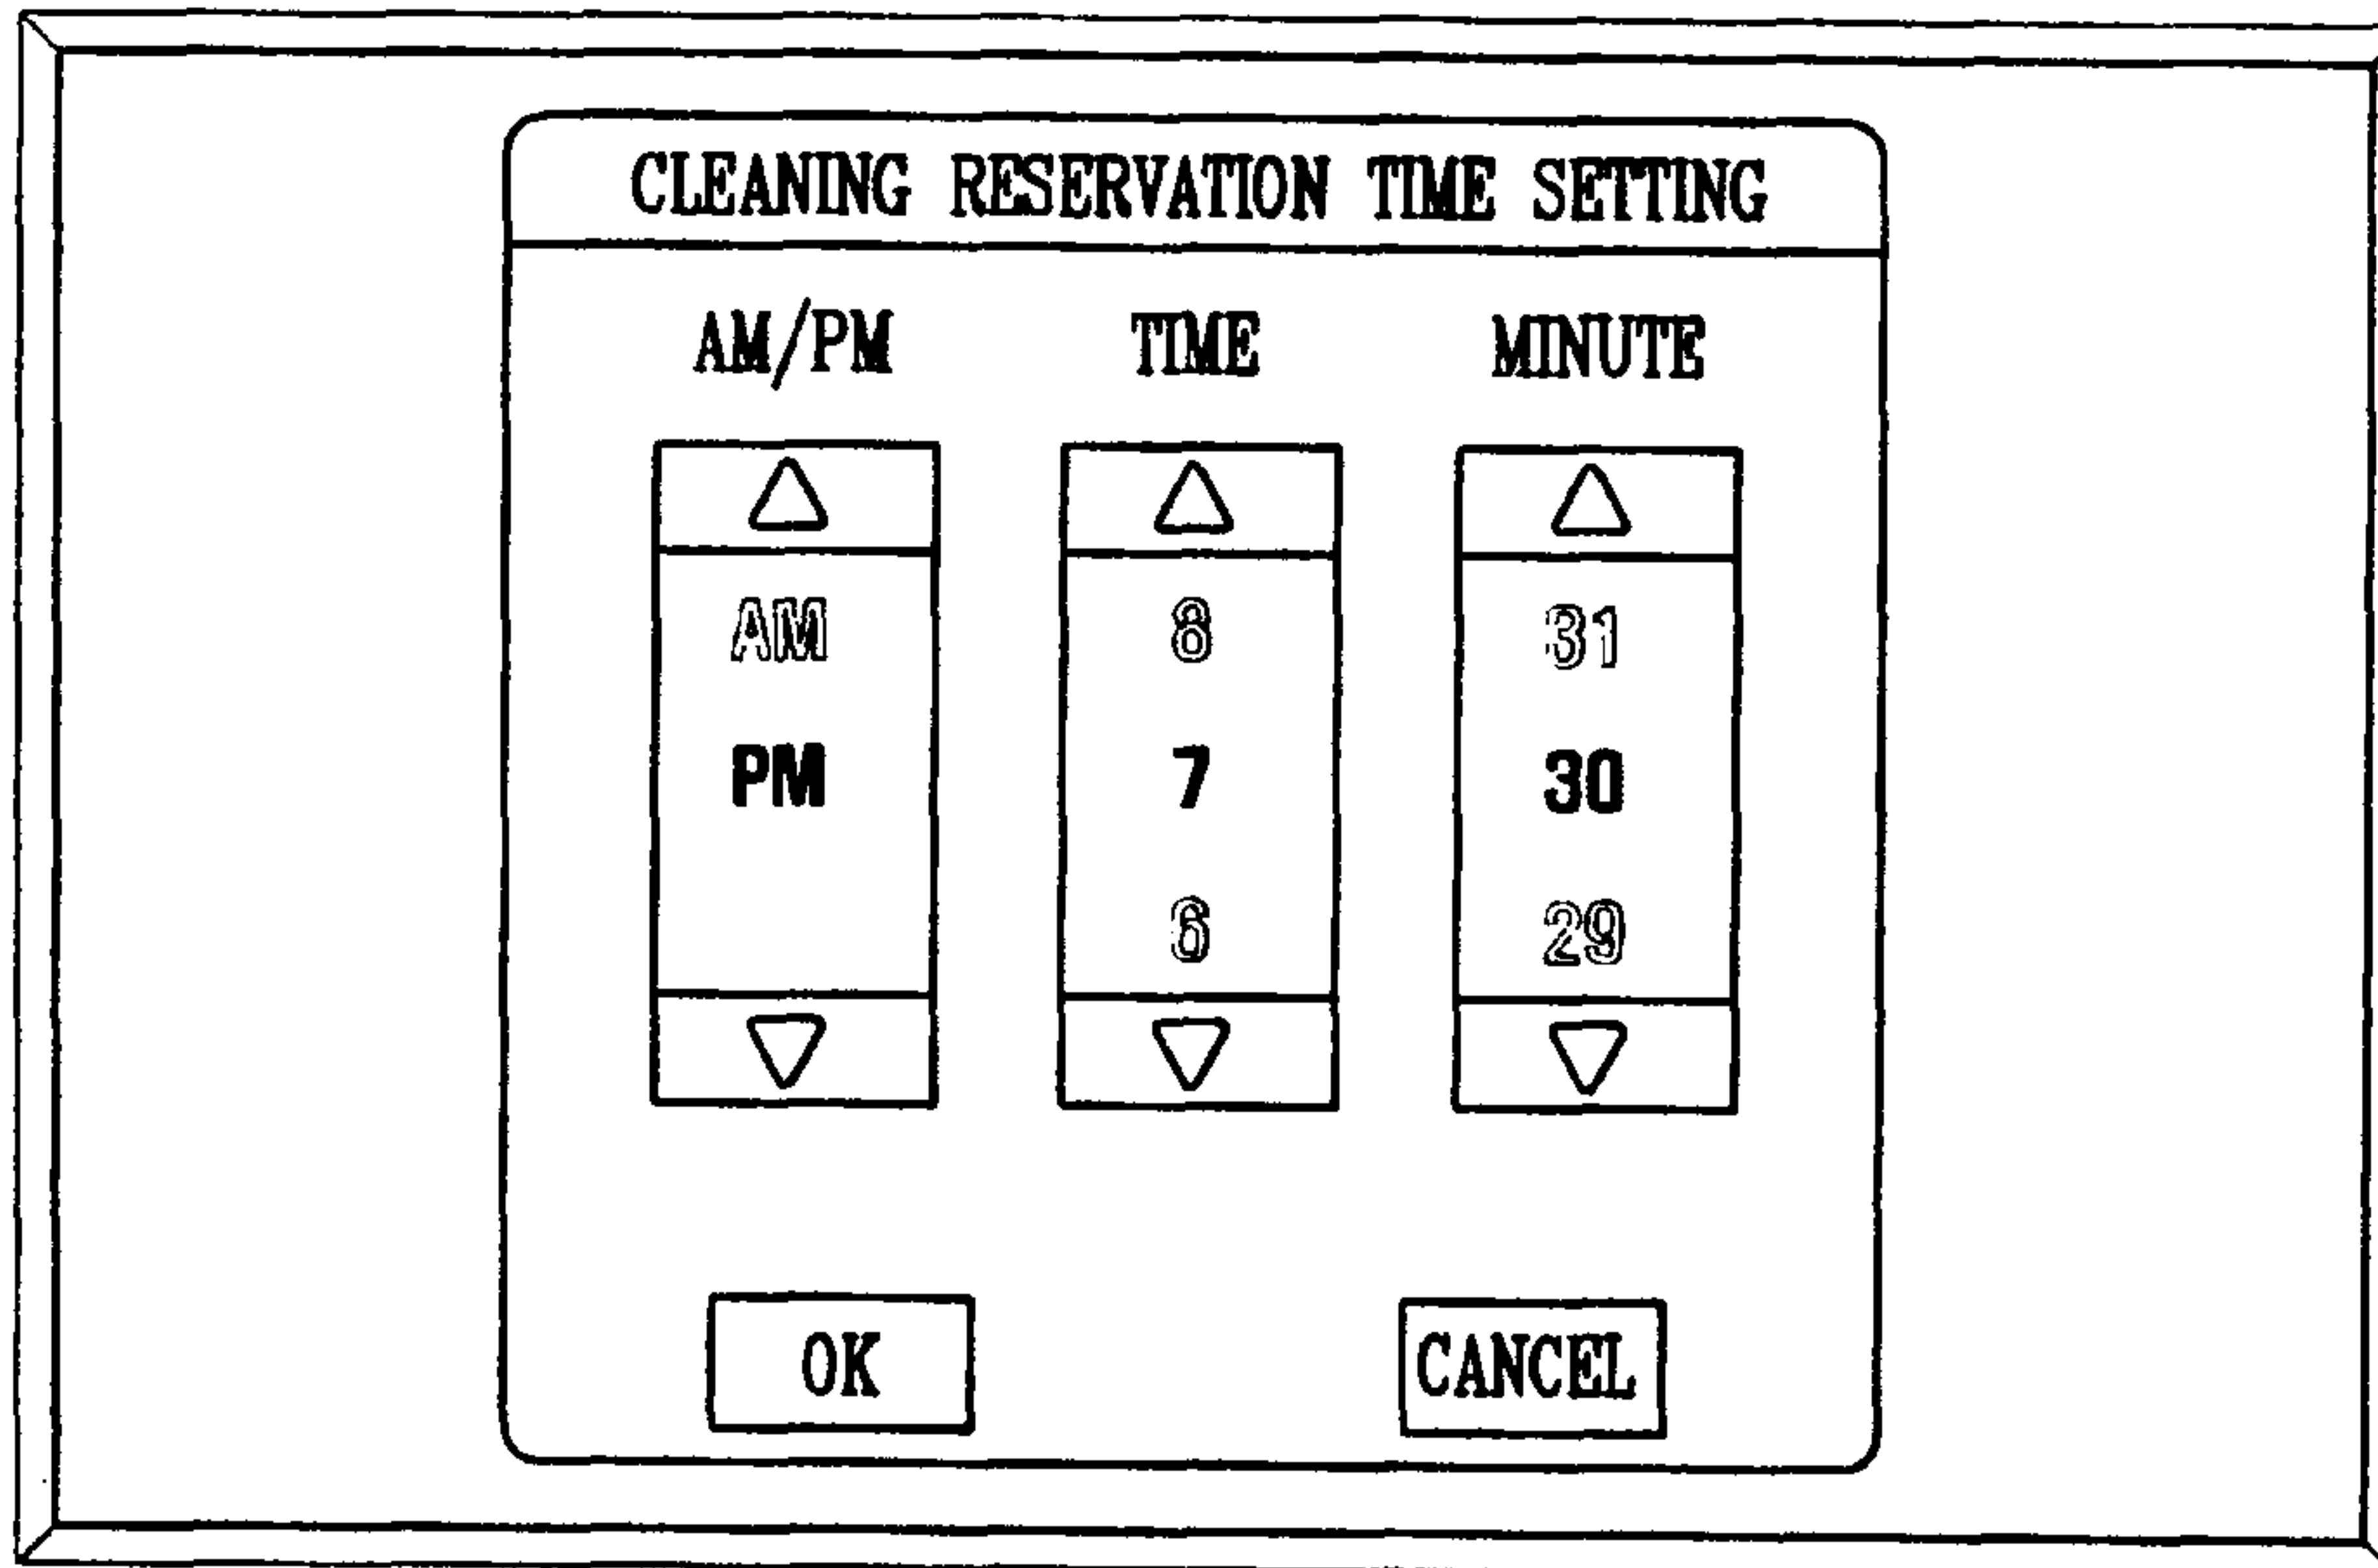 CLEANING RESERVATION TIME SETTING
AM/PM TIME MINUTE
AM 8 31
PM 7 30
6 29
OK CANCEL